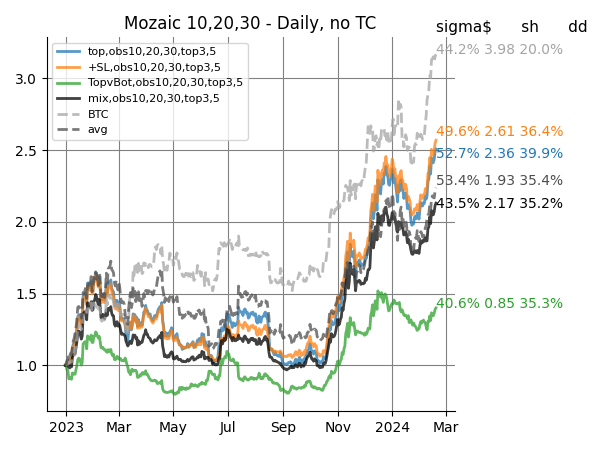 Mozaic 10,20,30 - Daily, no TC
sigma$ sh dd
top,obs10,20,30,top3,5
+SL,obs10,20,30,top3,5
TopvBot,obs10,20,30,top3,5
mix,obs10,20,30,top3,5
BTC
avg
44.2% 3.98 20.0%
49.6% 2.61 36.4%
52.7% 2.36 39.9%
53.4% 1.93 35.4%
43.5% 2.17 35.2%
40.6% 0.85 35.3%
3.0
2.5
2.0
1.5
1.0
2023 Mar May Jul Sep Nov 2024 Mar